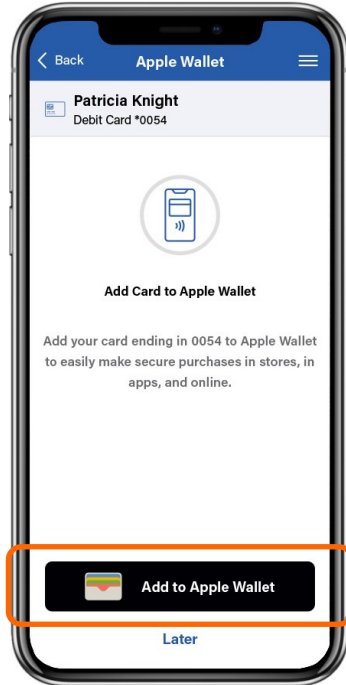 Back
Apple Wallet
Patricia Knight
Debit Card *0054
Add Card to Apple Wallet
Add your card ending in 0054 to Apple Wallet
to easily make secure purchases in stores, in
apps, and online.
Add to Apple Wallet
Later